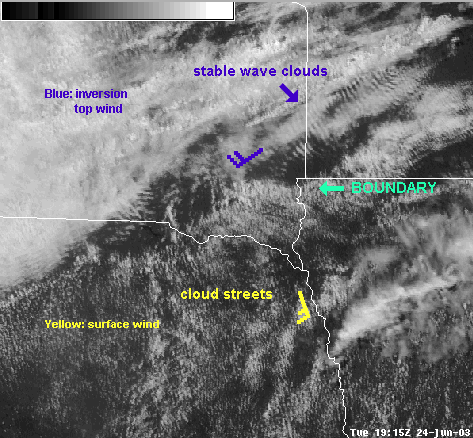 stable wave clouds
Blue: inversion
top wind
BOUNDARY
cloud streets
Yellow: surface wind
Tue 19:15Z 24-Jun-03